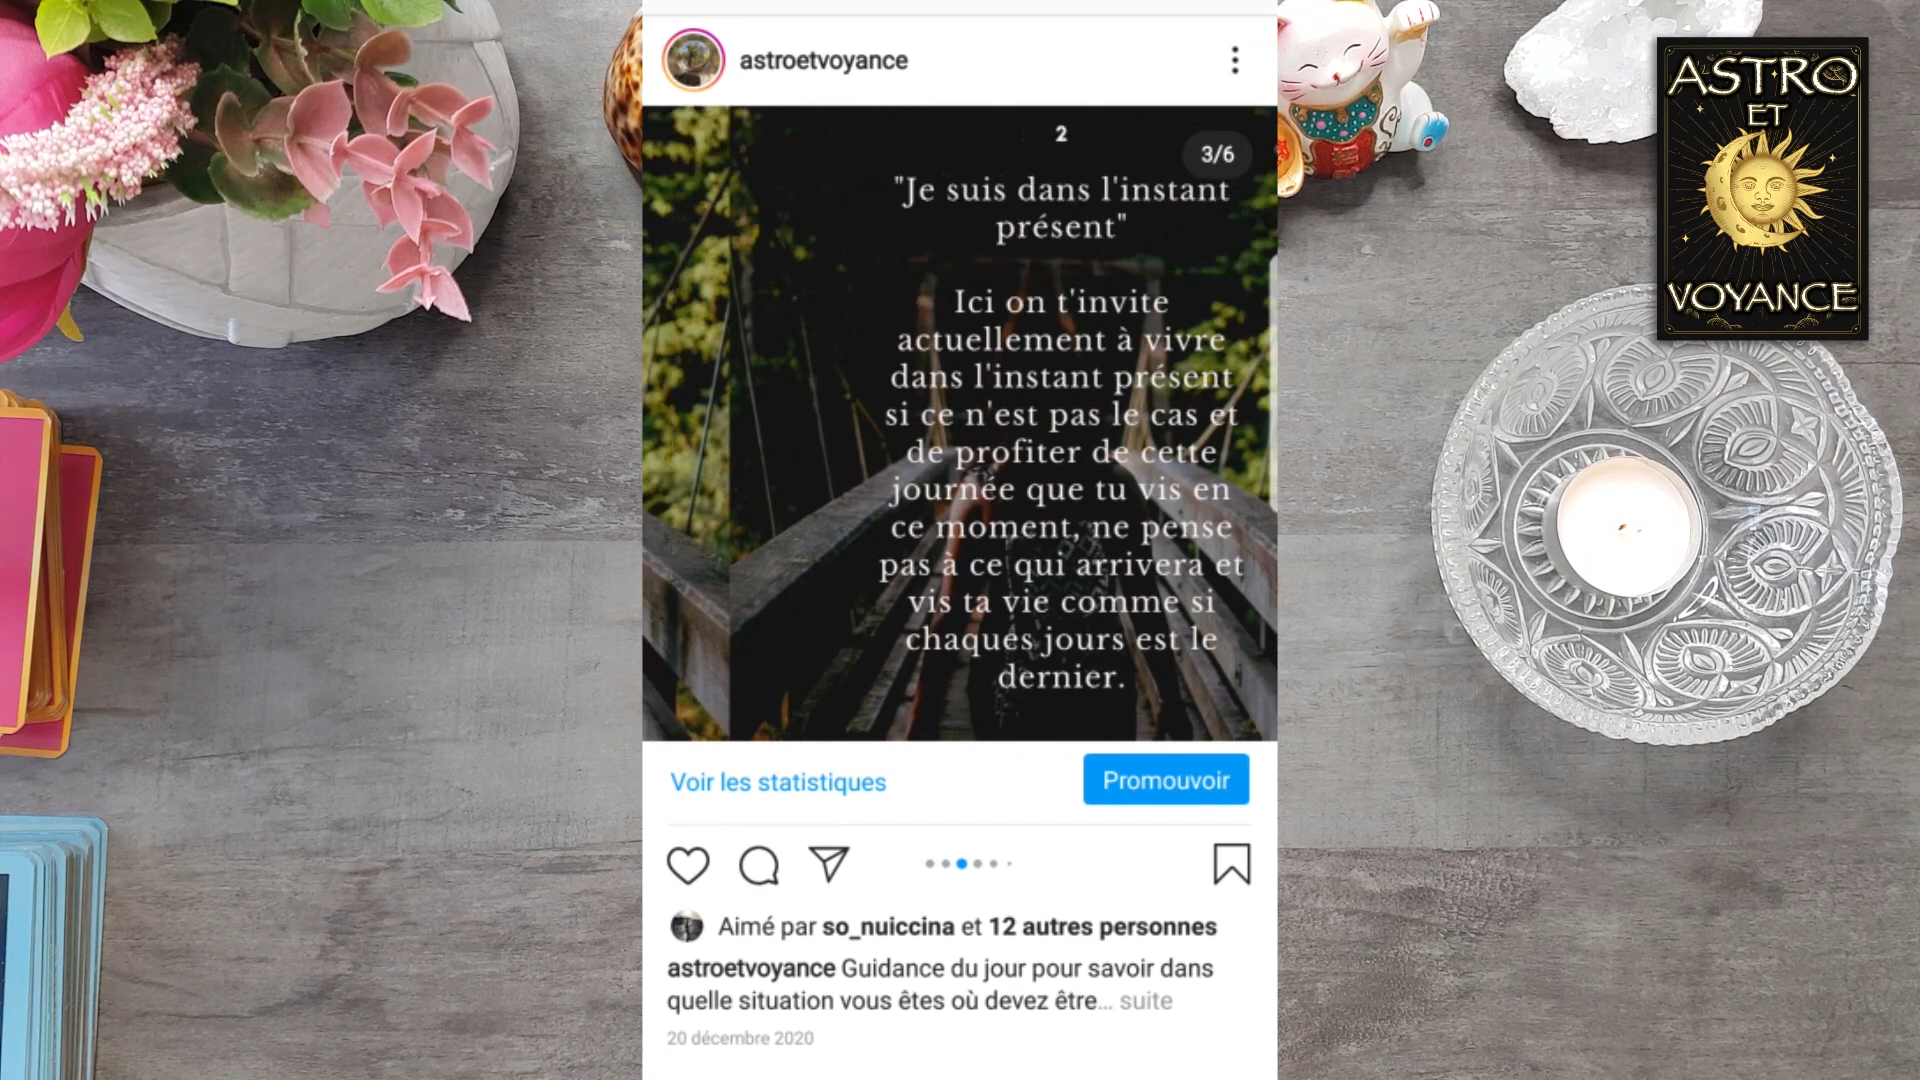 astroetvoyance
2
3/6
"Je suis dans l'instant
présent"
Ici on t'invite
actuellement à vivre
dans l'instant présent
si ce n'est pas le cas et
de profiter de cette
journée que tu vis en
ce moment, ne pense
pas à ce qui arrivera et
vis ta vie comme si
chaques jours est le
dernier.
Voir les statistiques
Promouvoir
Aimé par so_nuiccina et 12 autres personnes
astroetvoyance Guidance du jour pour savoir dans
quelle situation vous êtes où devez être... suite
20 décembre 2020
ASTRO
ET
VOYANCE